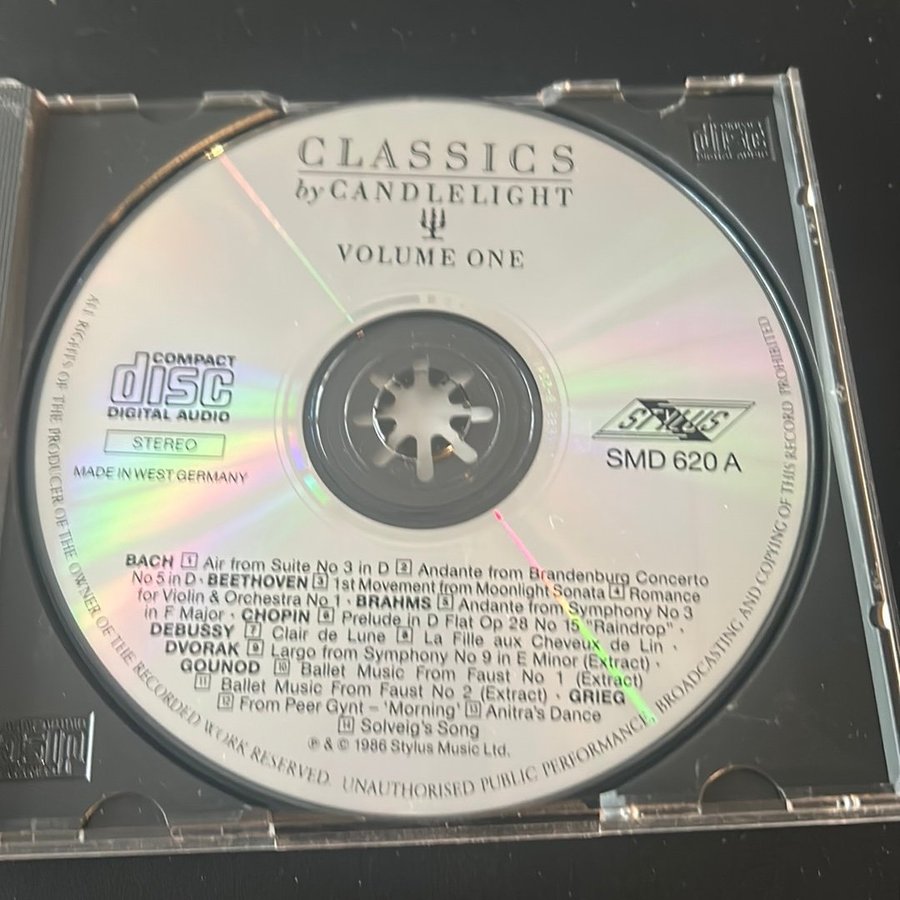 CLASSICS
by CANDLELIGHT
VOLUME ONE
COMPACT
disc
DIGITAL AUDIO
STEREO
MADE IN WEST GERMANY
STYLUS
SMD 620 A
BACH 1 Air from Suite No 3 in D 2 Andante from Brandenburg Concerto
No 5 in D · BEETHOVEN 3 1st Movement from Moonlight Sonata 4 Romance
for Violin & Orchestra No 1 · BRAHMS 5 Andante from Symphony No 3
in F Major · CHOPIN 6 Prelude in D Flat Op 28 No 15 "Raindrop" ·
DEBUSSY 7 Clair de Lune 8 La Fille aux Cheveux de Lin ·
DVORAK 9 Largo from Symphony No 9 in E Minor (Extract) ·
GOUNOD 10 Ballet Music From Faust No 1 (Extract)
11 Ballet Music From Faust No 2 (Extract) · GRIEG
12 From Peer Gynt – 'Morning' 13 Anitra's Dance
14 Solveig's Song
℗ & © 1986 Stylus Music Ltd.
ALL RIGHTS OF THE PRODUCER OF THE OWNER OF THE RECORDED WORK RESERVED. UNAUTHORISED PUBLIC PERFORMANCE, BROADCASTING AND COPYING OF THIS RECORD PROHIBITED
disc
DIGITAL AUDIO